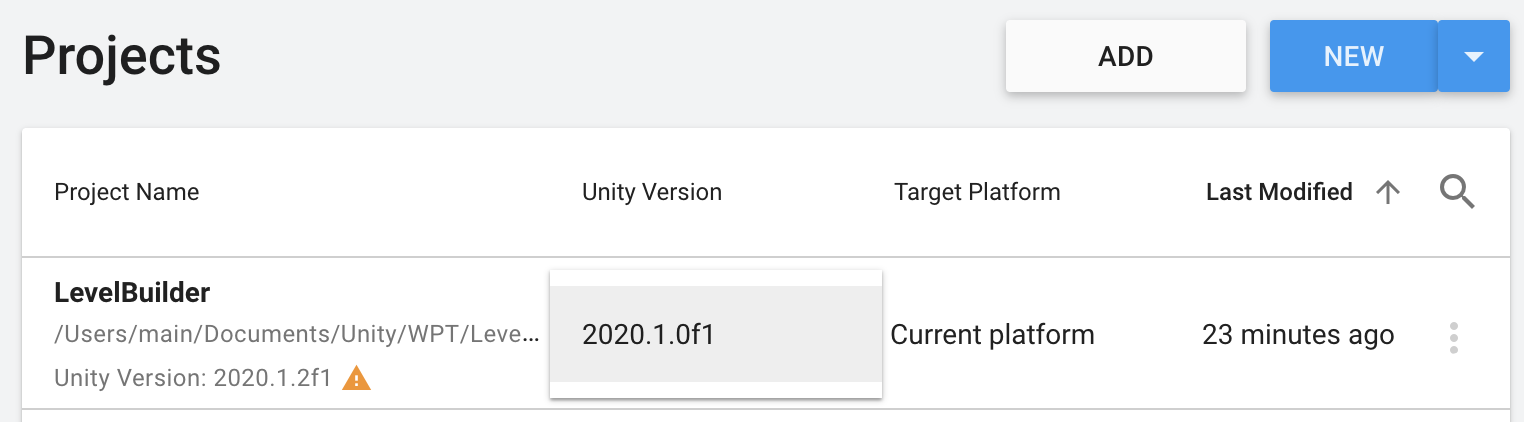 Projects
ADD
NEW
Project Name
Unity Version
Target Platform
Last Modified
LevelBuilder
/Users/main/Documents/Unity/WPT/Leve...
Unity Version: 2020.1.2f1
2020.1.0f1
Current platform
23 minutes ago